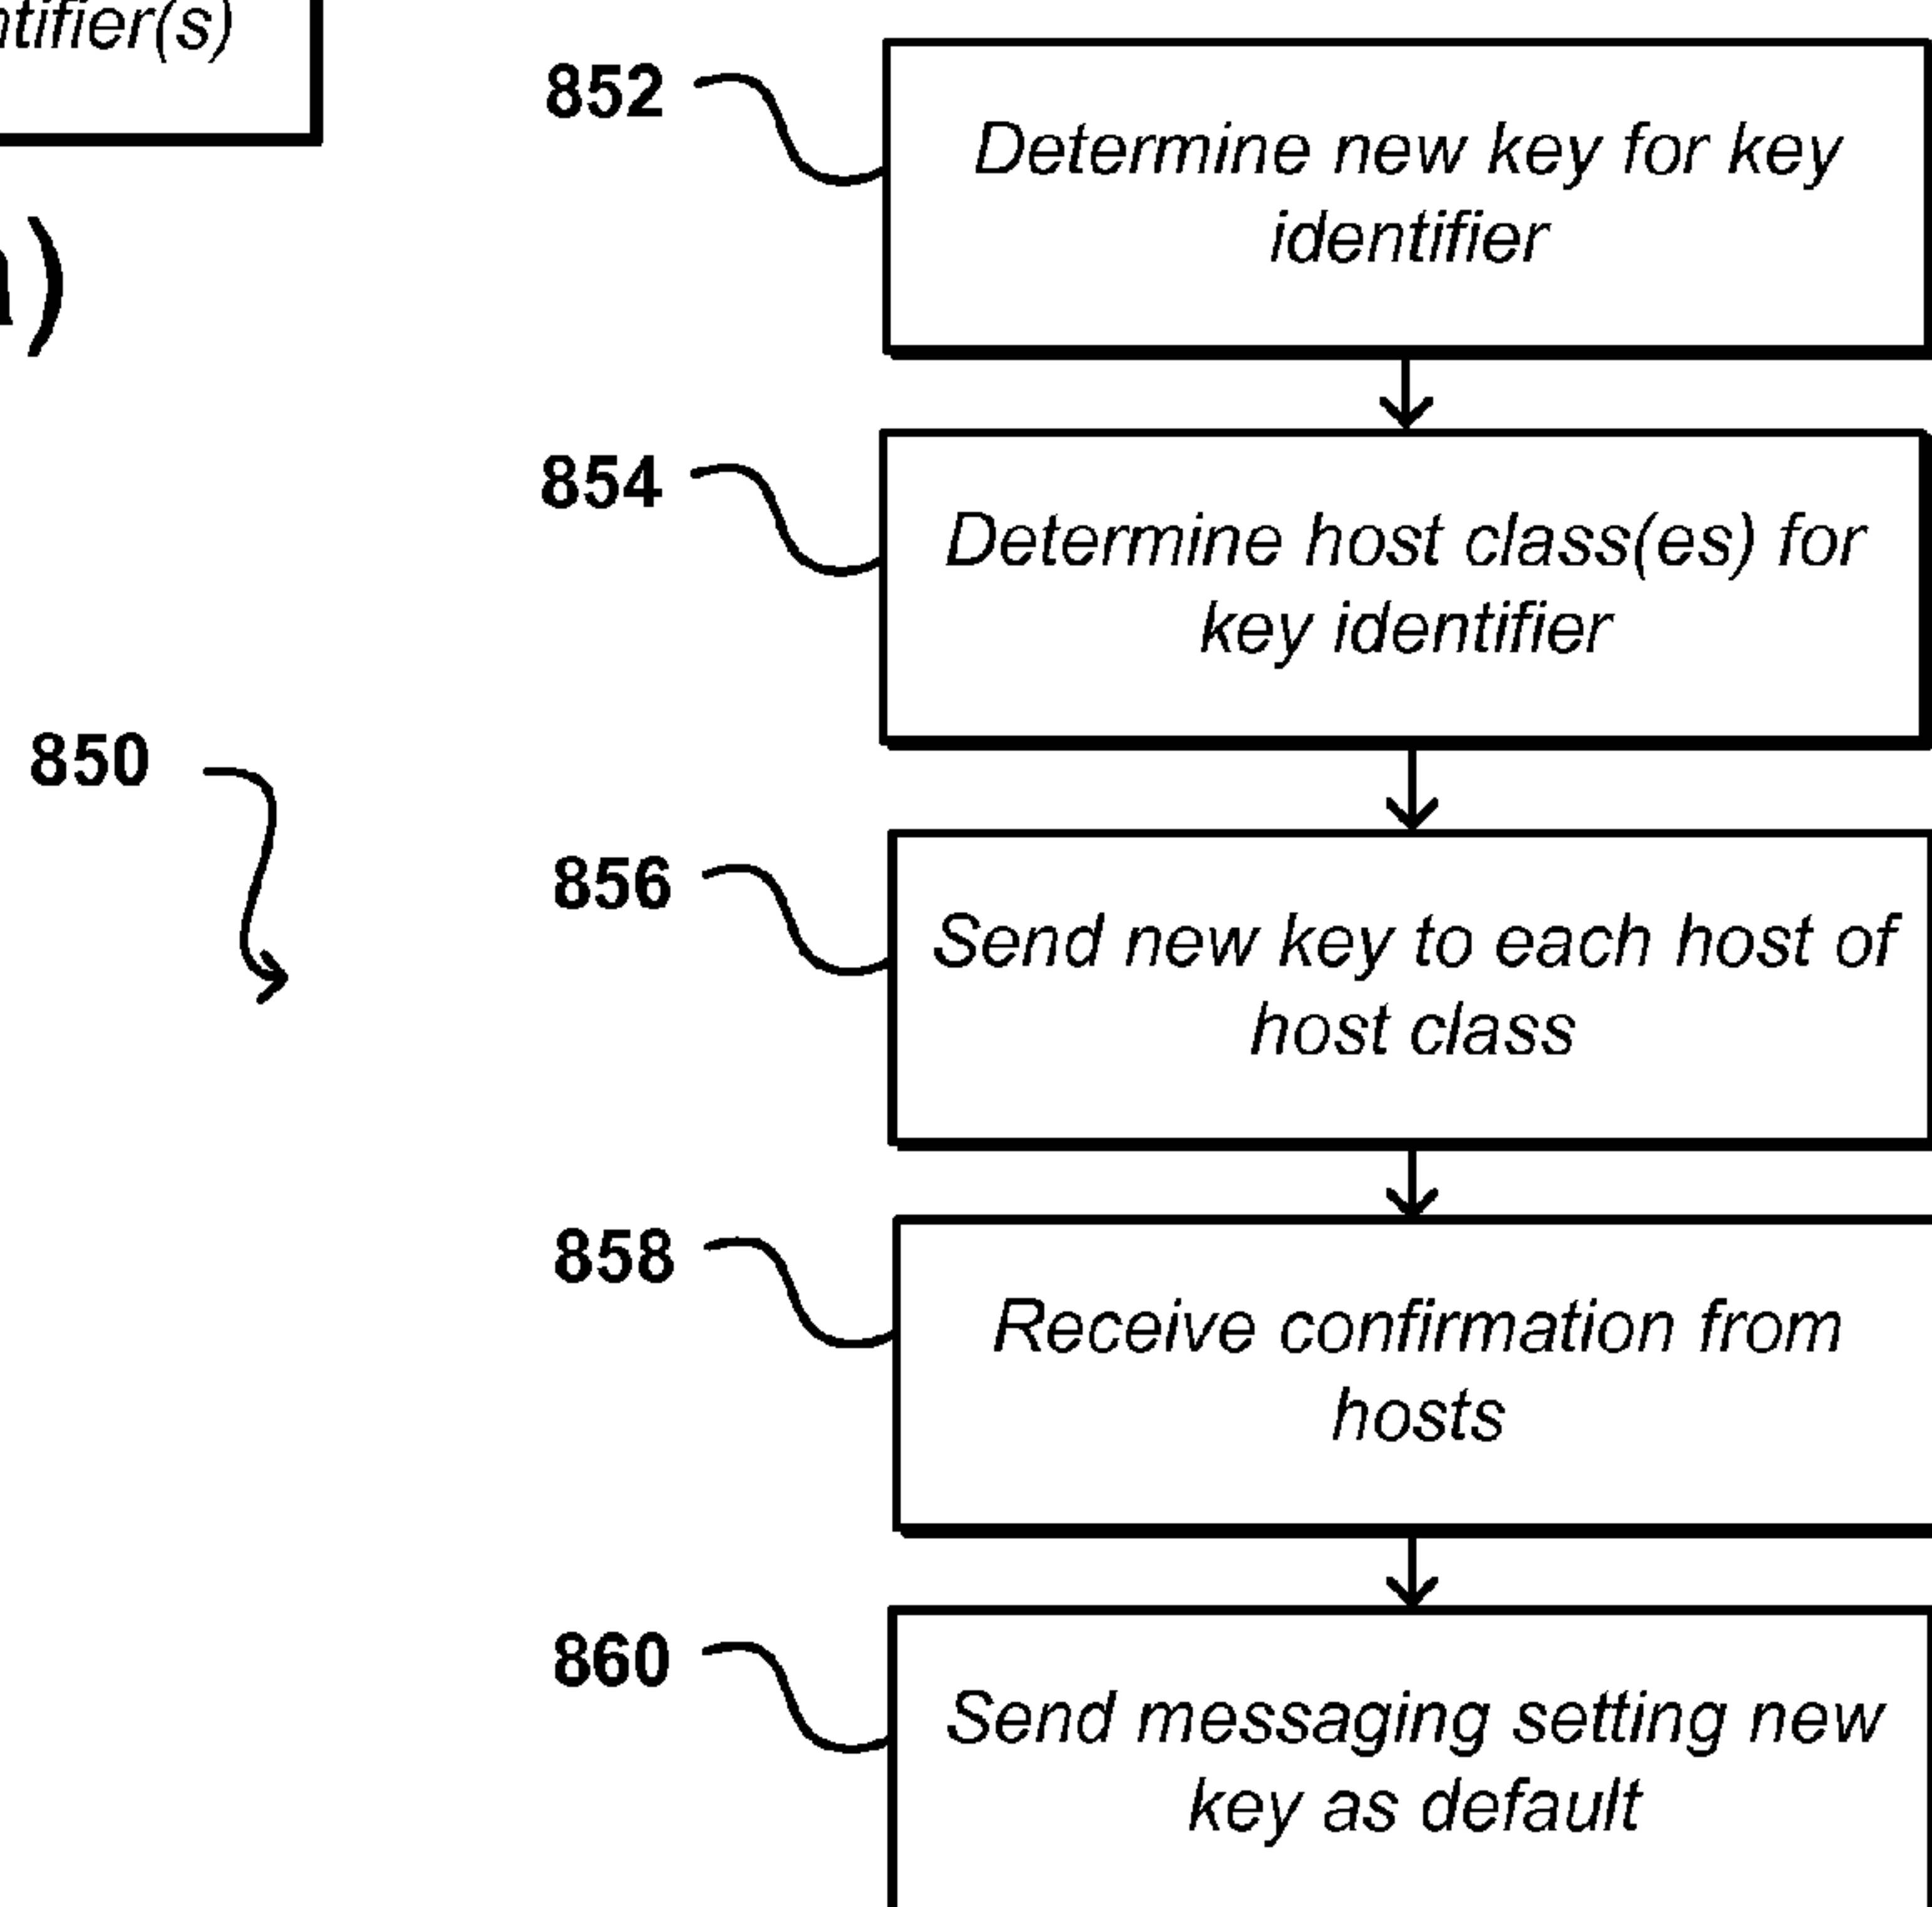 852
Determine new key for key
identifier
854
Determine host class(es) for
key identifier
850
856
Send new key to each host of
host class
858
Receive confirmation from
hosts
860
Send messaging setting new
key as default